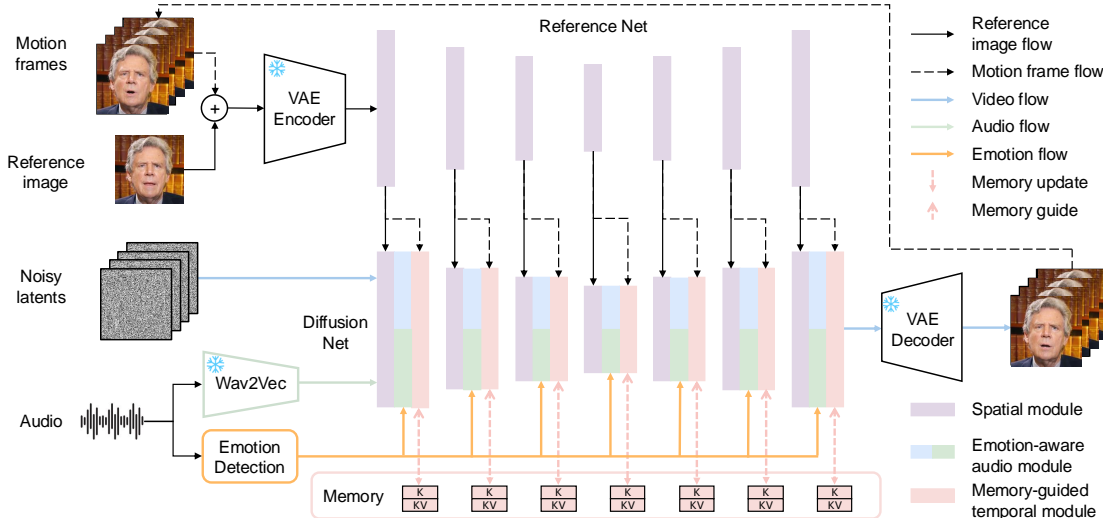 Motion
frames
Reference Net
Reference
image flow
Motion frame flow
Video flow
Audio flow
Emotion flow
Memory update
Memory guide
+
VAE
Encoder
Reference
image
Noisy
latents
Diffusion
Net
VAE
Decoder
Wav2Vec
Audio
Emotion
Detection
Spatial module
Emotion-aware
audio module
Memory-guided
temporal module
Memory
K K K K K K K
KV KV KV KV KV KV KV